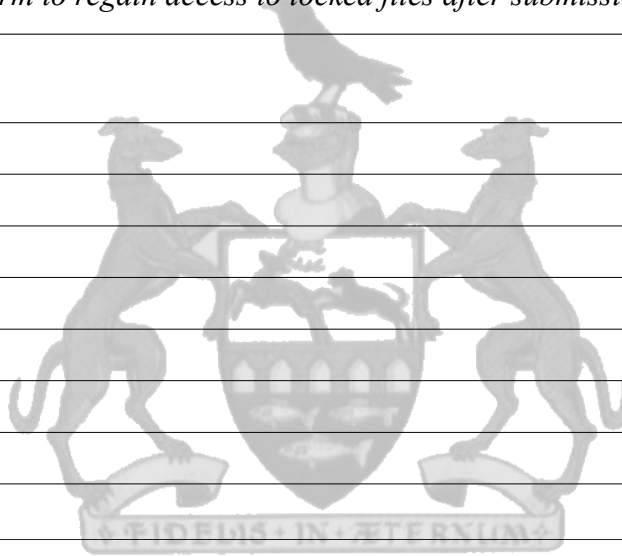 rm to regain access to locked files after submissi
FIDELIS + IN + ÆTERNUM